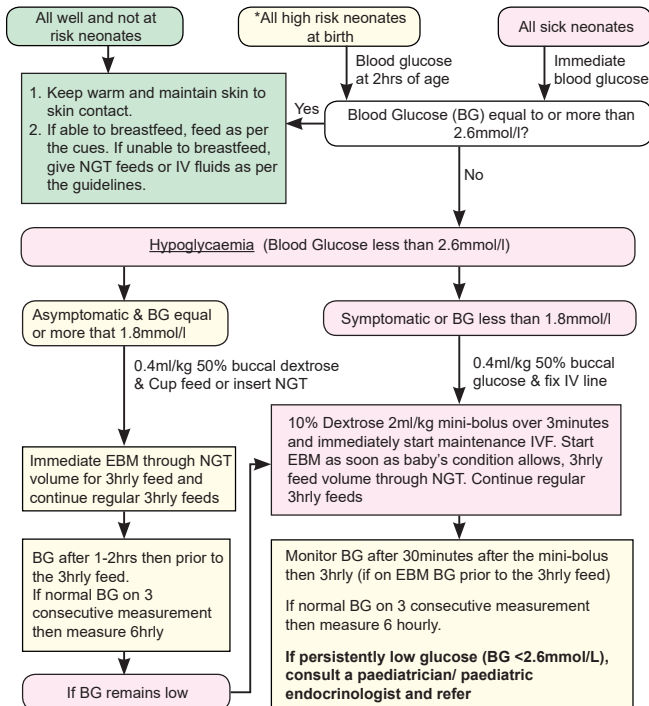 All well and not at
risk neonates
*All high risk neonates
at birth
All sick neonates
Blood glucose
at 2hrs of age
Immediate
blood glucose
1. Keep warm and maintain skin to
skin contact.
2. If able to breastfeed, feed as per
the cues. If unable to breastfeed,
give NGT feeds or IV fluids as per
the guidelines.
Yes
Blood Glucose (BG) equal to or more than
2.6mmol/l?
No
Hypoglycaemia (Blood Glucose less than 2.6mmol/l)
Asymptomatic & BG equal
or more that 1.8mmol/l
Symptomatic or BG less than 1.8mmol/l
0.4ml/kg 50% buccal dextrose
& Cup feed or insert NGT
0.4ml/kg 50% buccal
glucose & fix IV line
Immediate EBM through NGT
volume for 3hrly feed and
continue regular 3hrly feeds
10% Dextrose 2ml/kg mini-bolus over 3minutes
and immediately start maintenance IVF. Start
EBM as soon as baby's condition allows, 3hrly
feed volume through NGT. Continue regular
3hrly feeds
BG after 1-2hrs then prior to
the 3hrly feed.
If normal BG on 3
consecutive measurement
then measure 6hrly
Monitor BG after 30minutes after the mini-bolus
then 3hrly (if on EBM BG prior to the 3hrly feed)
If normal BG on 3 consecutive measurement
then measure 6 hourly.
If persistently low glucose (BG <2.6mmol/L),
consult a paediatrician/ paediatric
endocrinologist and refer
If BG remains low